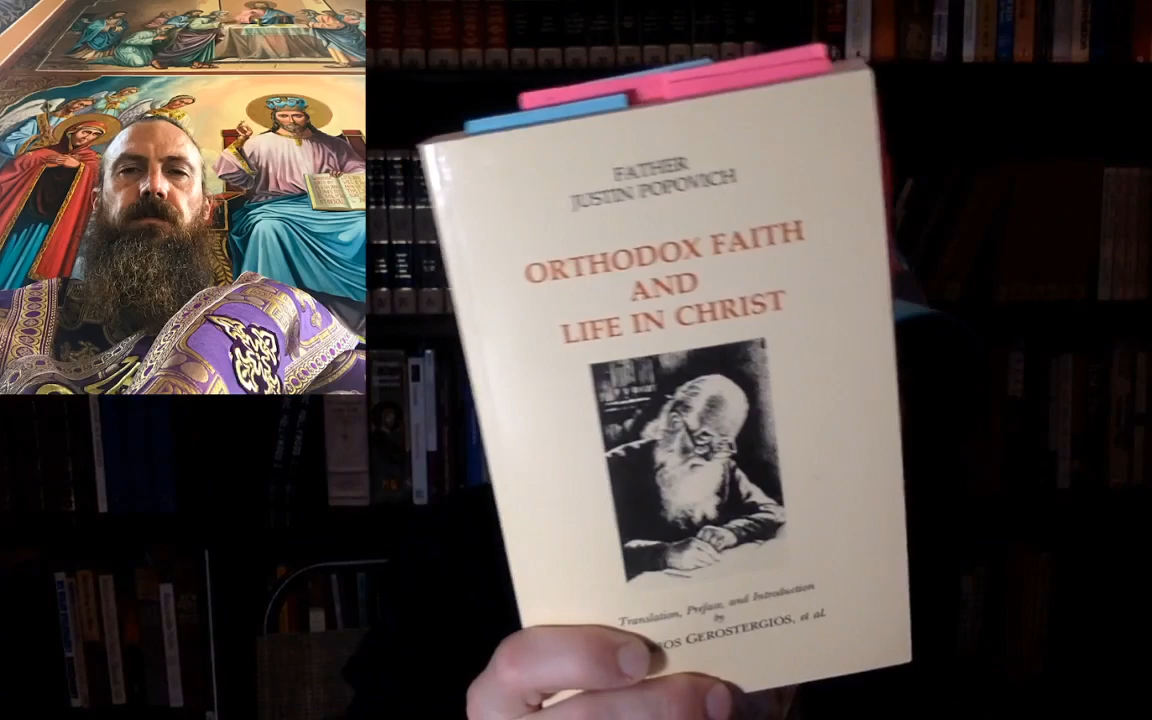 FATHER
JUSTIN POPOVICH
ORTHODOX FAITH
AND
LIFE IN CHRIST
Translation, Preface, and Introduction
by
GEROSTERGIOS, et al.